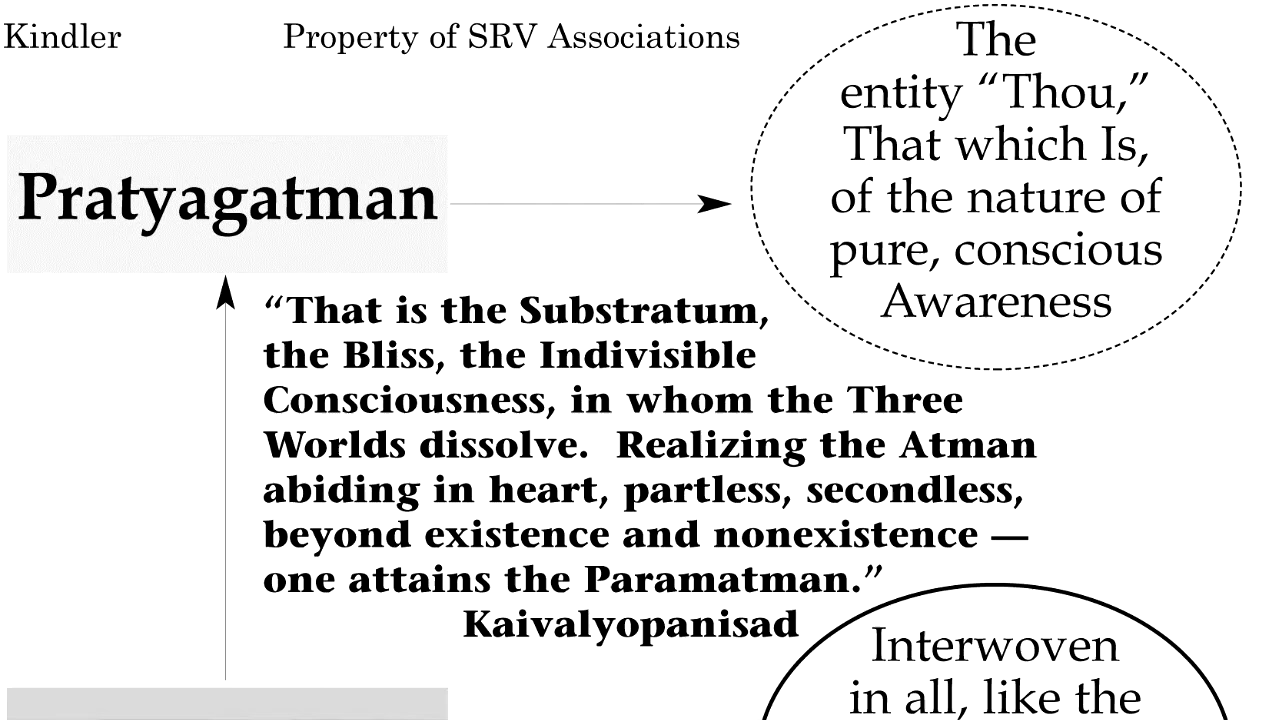 Kindler Property of SRV Associations
The
entity “Thou,”
That which Is,
of the nature of
pure, conscious
Awareness
Pratyagatman
“That is the Substratum,
the Bliss, the Indivisible
Consciousness, in whom the Three
Worlds dissolve. Realizing the Atman
abiding in heart, partless, secondless,
beyond existence and nonexistence —
one attains the Paramatman.”
Kaivalyopanisad
Interwoven
in all, like the